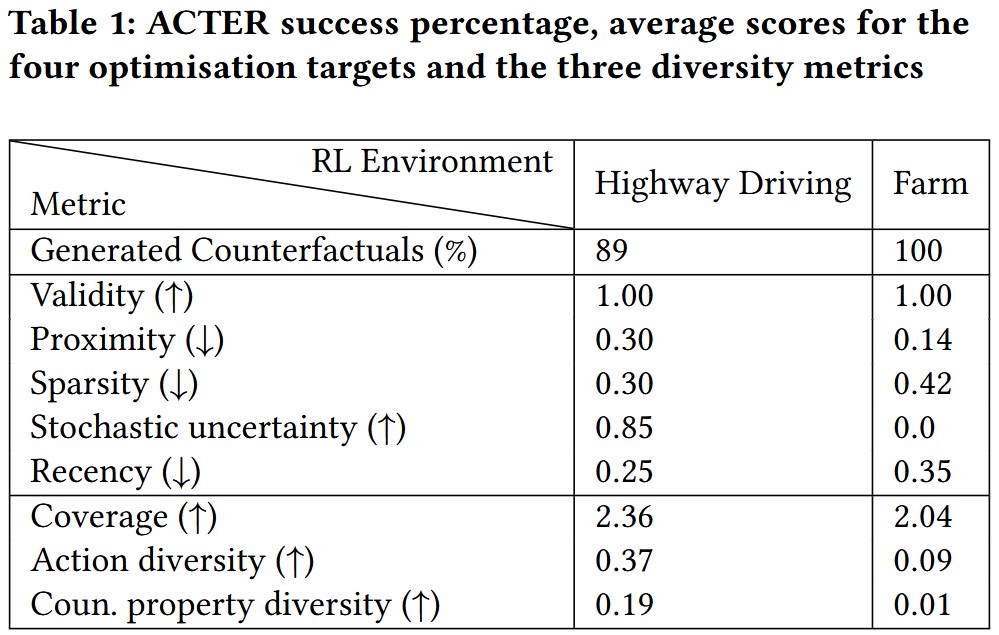 Table 1: ACTER success percentage, average scores for the
four optimisation targets and the three diversity metrics
RL Environment
Metric
Highway Driving Farm
Generated Counterfactuals (%) 89 100
Validity (↑) 1.00 1.00
Proximity (↓) 0.30 0.14
Sparsity (↓) 0.30 0.42
Stochastic uncertainty (↑) 0.85 0.0
Recency (↓) 0.25 0.35
Coverage (↑) 2.36 2.04
Action diversity (↑) 0.37 0.09
Coun. property diversity (↑) 0.19 0.01